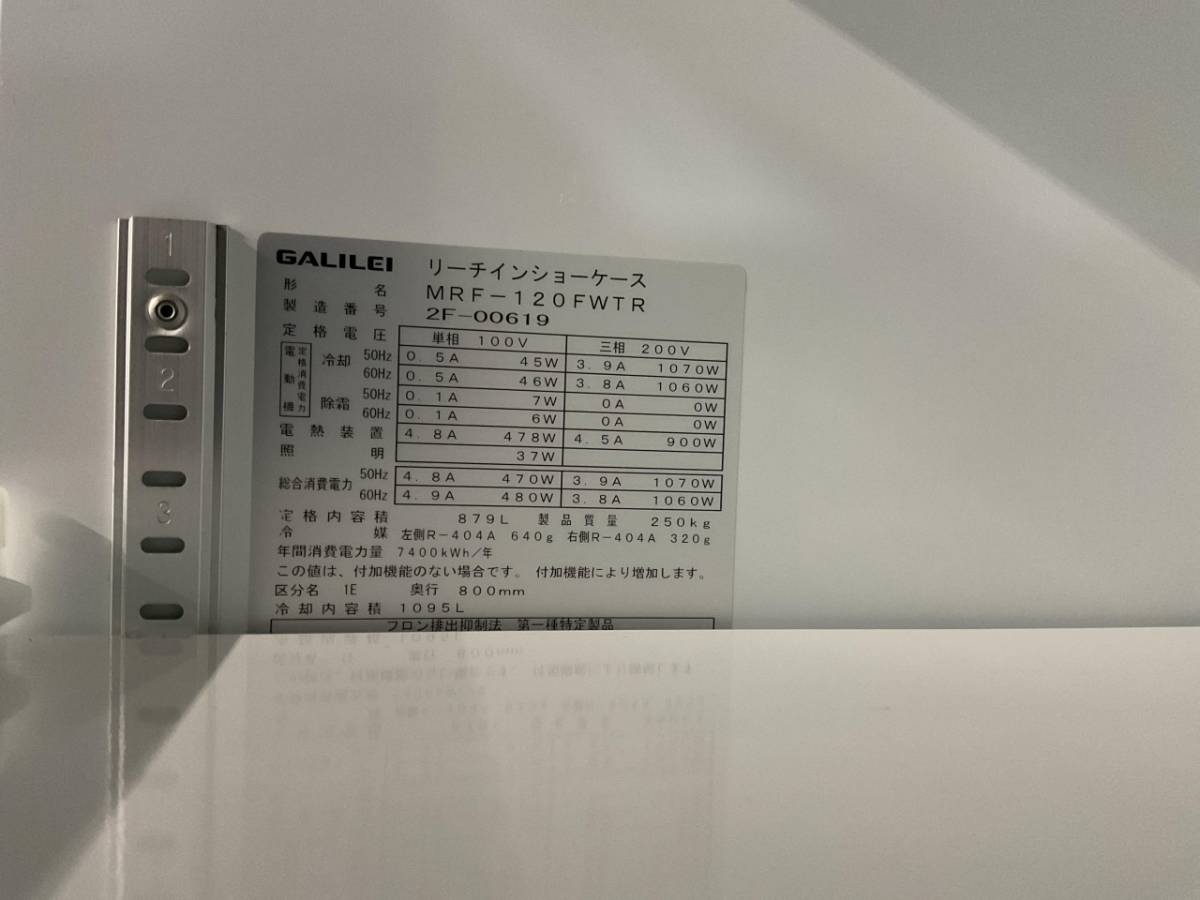 1
2
3
GALILEI リーチインショーケース
形名 MRF-120FWTR
製造番号 2F-00619
定格電圧 単相 100V 三相 200V
電動機 定格消費電力 冷却 50Hz 0.5A 45W 3.9A 1070W
60Hz 0.5A 46W 3.8A 1060W
除霜 50Hz 0.1A 7W 0A 0W
60Hz 0.1A 6W 0A 0W
電熱装置 4.8A 478W 4.5A 900W
照明 37W
総合消費電力 50Hz 4.8A 470W 3.9A 1070W
60Hz 4.9A 480W 3.8A 1060W
定格内容積 879L 製品質量 250kg
冷媒 左側R-404A 640g 右側R-404A 320g
年間消費電力量 7400kWh/年
この値は、付加機能のない場合です。 付加機能により増加します。
区分名 1E 奥行 800mm
冷却内容積 1095L
フロン排出抑制法 第一種特定製品